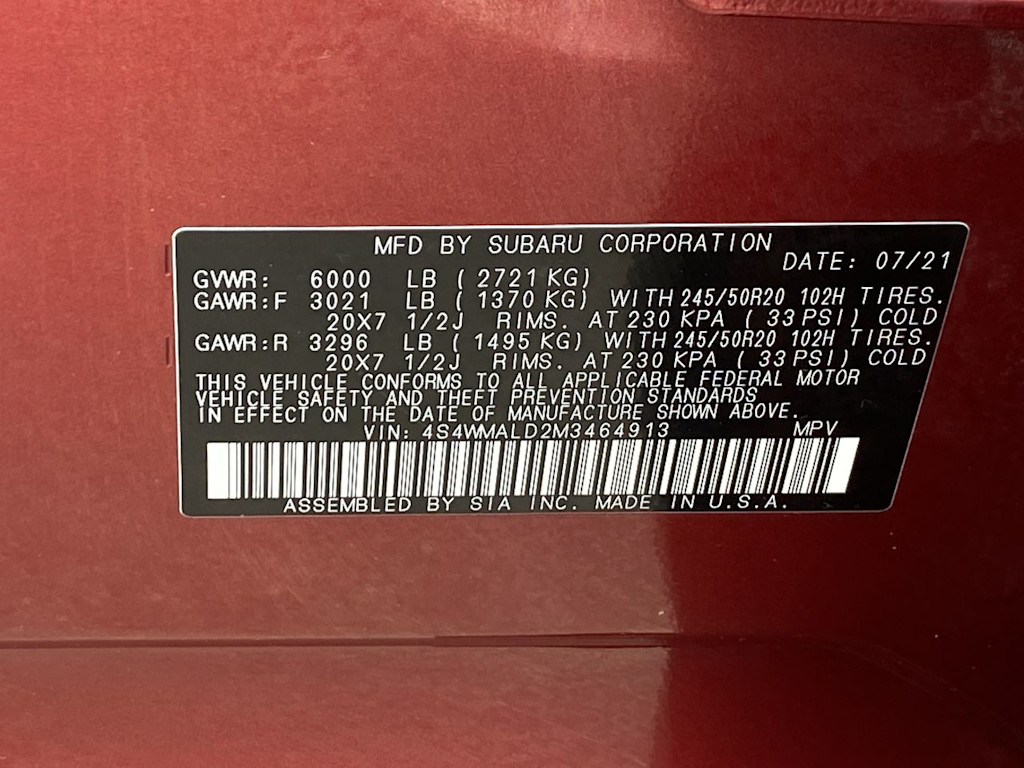 MFD BY SUBARU CORPORATION
DATE: 07/21
GVWR: 6000 LB ( 2721 KG)
GAWR:F 3021 LB ( 1370 KG) WITH 245/50R20 102H TIRES.
20X7 1/2J RIMS. AT 230 KPA ( 33 PSI) COLD
GAWR:R 3296 LB ( 1495 KG) WITH 245/50R20 102H TIRES.
20X7 1/2J RIMS. AT 230 KPA ( 33 PSI) COLD
THIS VEHICLE CONFORMS TO ALL APPLICABLE FEDERAL MOTOR
VEHICLE SAFETY AND THEFT PREVENTION STANDARDS
IN EFFECT ON THE DATE OF MANUFACTURE SHOWN ABOVE.
VIN: 4S4WMALD2M3464913 MPV
ASSEMBLED BY SIA INC. MADE IN U.S.A.